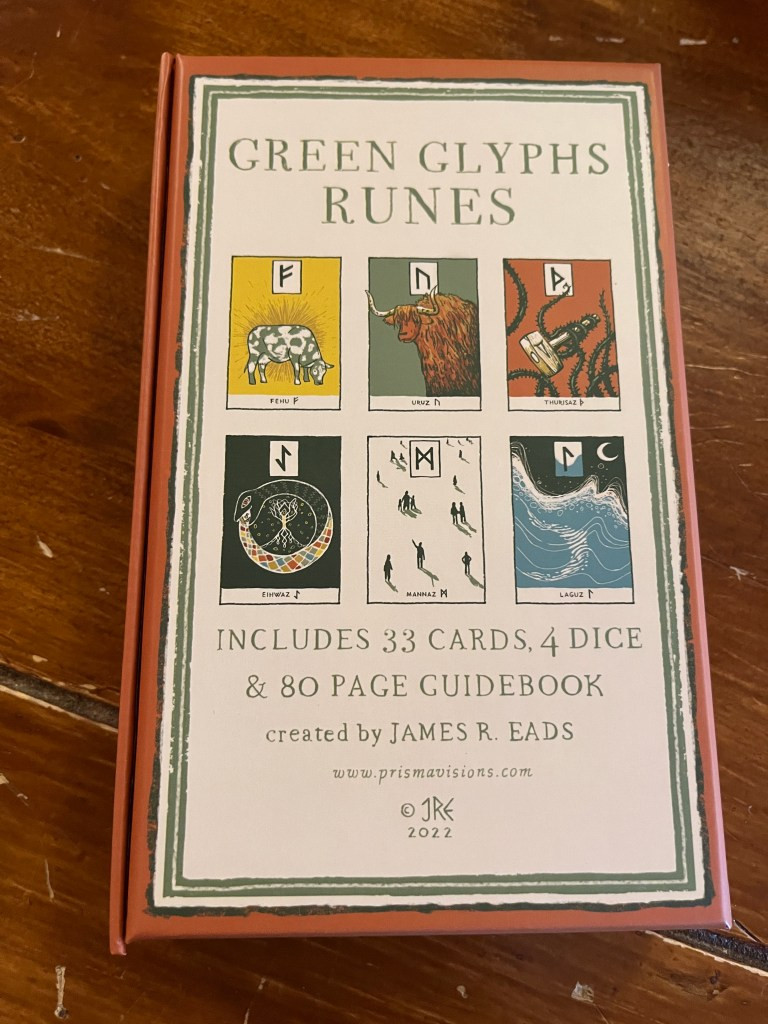 GREEN GLYPHS
RUNES
ᚠ ᚢ ᚦ
FEHU ᚠ URUZ ᚢ THURISAZ ᚦ
ᛇ ᛗ ᛚ
EIHWAZ ᛇ MANNAZ ᛗ LAGUZ ᛚ
INCLUDES 33 CARDS, 4 DICE
& 80 PAGE GUIDEBOOK
created by JAMES R. EADS
www.prismavisions.com
© JRE
2022